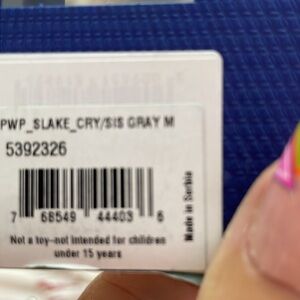 PWP_SLAKE_CRY/SIS GRAY M
5392326
7 68549 44403 6
Not a toy-not intended for children
under 15 years
Made in Serbia